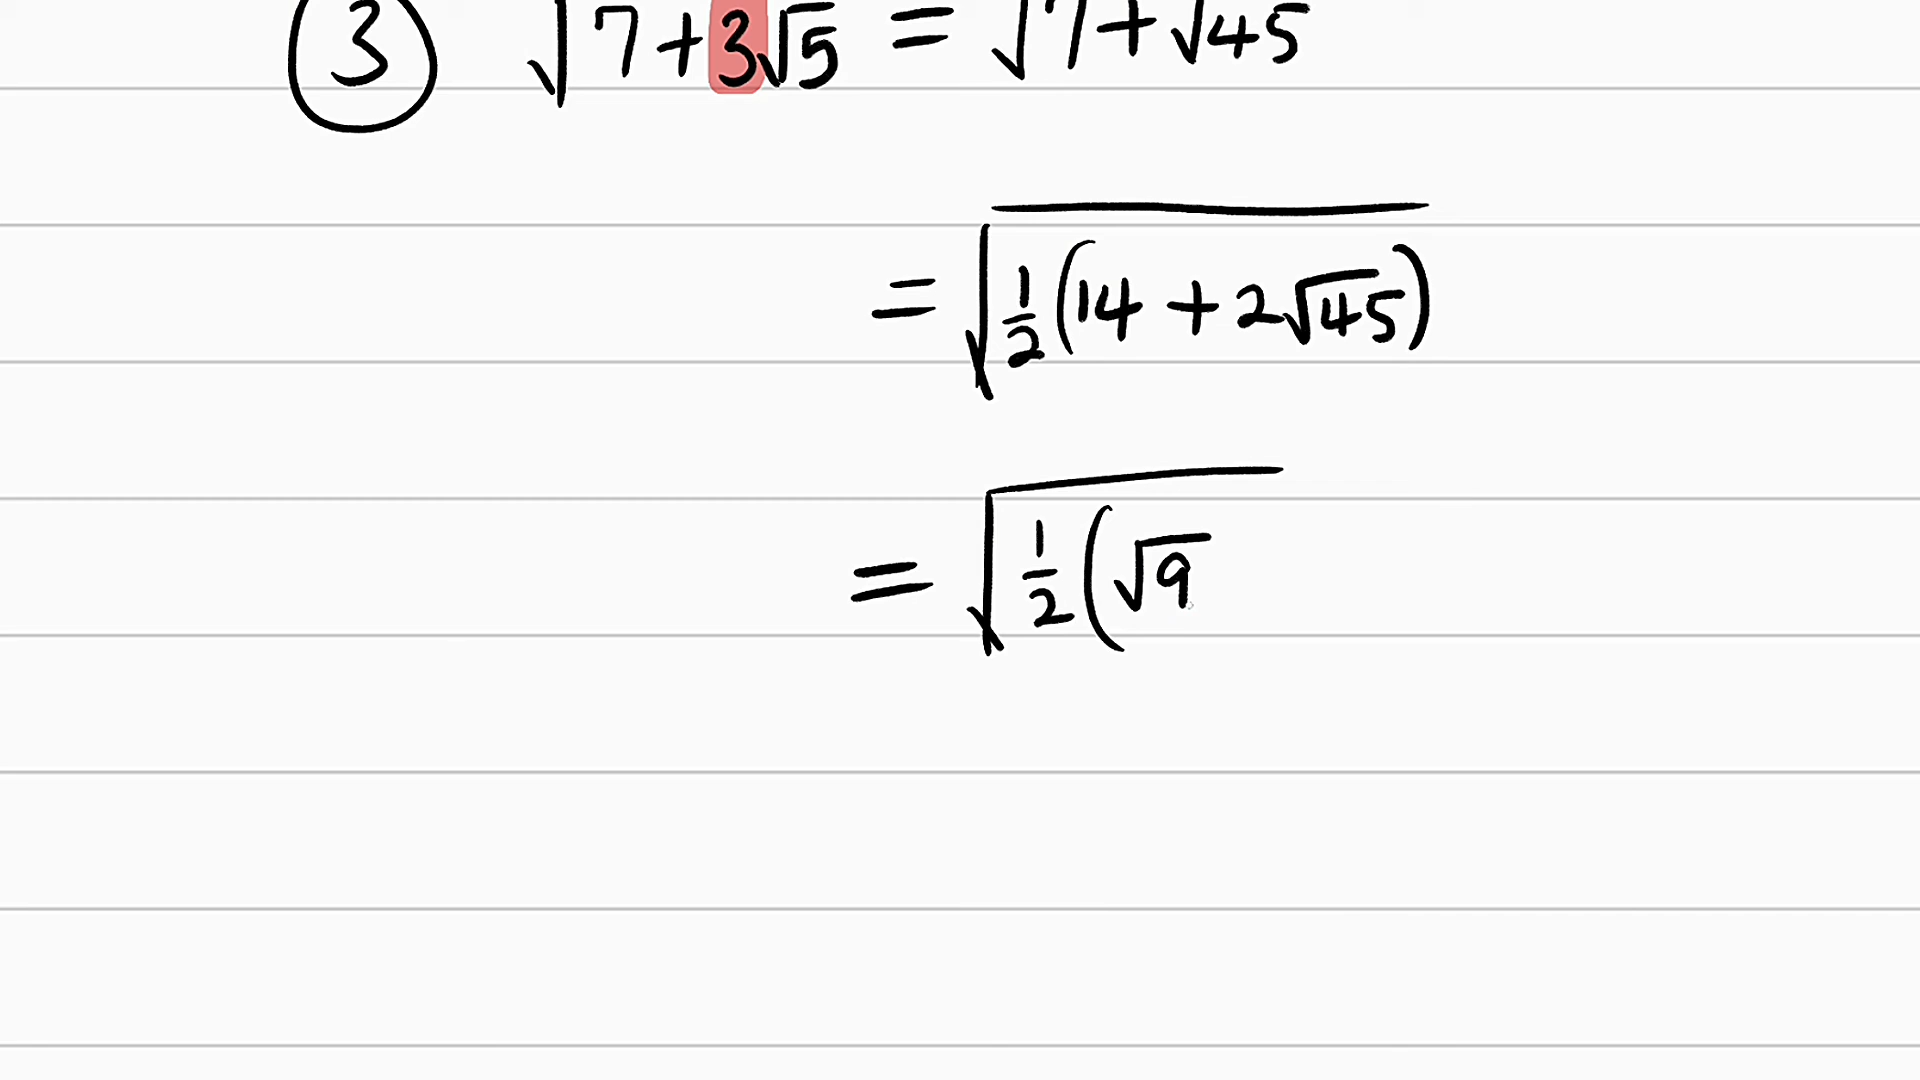 ③ √7+3√5 = √7+√45
= √½(14 + 2√45)
= √½(√9